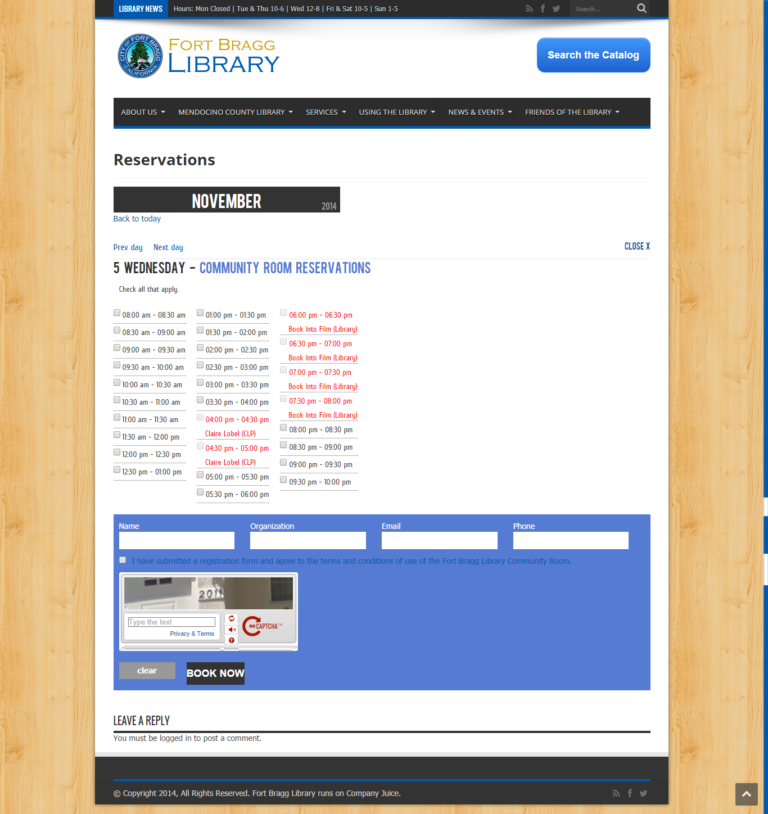 LIBRARY NEWS Hours: Mon Closed | Tue & Thu 10-6 | Wed 12-8 | Fri & Sat 10-5 | Sun 1-5 Search...
CITY OF FORT BRAGG CALIFORNIA
FORT BRAGG
LIBRARY
Search the Catalog
ABOUT US MENDOCINO COUNTY LIBRARY SERVICES USING THE LIBRARY NEWS & EVENTS FRIENDS OF THE LIBRARY
Reservations
NOVEMBER 2014
Back to today
Prev day Next day CLOSE X
5 WEDNESDAY - COMMUNITY ROOM RESERVATIONS
Check all that apply.
08:00 am - 08:30 am
08:30 am - 09:00 am
09:00 am - 09:30 am
09:30 am - 10:00 am
10:00 am - 10:30 am
10:30 am - 11:00 am
11:00 am - 11:30 am
11:30 am - 12:00 pm
12:00 pm - 12:30 pm
12:30 pm - 01:00 pm
01:00 pm - 01:30 pm
01:30 pm - 02:00 pm
02:00 pm - 02:30 pm
02:30 pm - 03:00 pm
03:00 pm - 03:30 pm
03:30 pm - 04:00 pm
04:00 pm - 04:30 pm
Claire Lobel (CLP)
04:30 pm - 05:00 pm
Claire Lobel (CLP)
05:00 pm - 05:30 pm
05:30 pm - 06:00 pm
06:00 pm - 06:30 pm
Book Into Film (Library)
06:30 pm - 07:00 pm
Book Into Film (Library)
07:00 pm - 07:30 pm
Book Into Film (Library)
07:30 pm - 08:00 pm
Book Into Film (Library)
08:00 pm - 08:30 pm
08:30 pm - 09:00 pm
09:00 pm - 09:30 pm
09:30 pm - 10:00 pm
Name Organization Email Phone
I have submitted a registration form and agree to the terms and conditions of use of the Fort Bragg Library Community Room.
201
Type the text
Privacy & Terms
reCAPTCHA™
clear BOOK NOW
LEAVE A REPLY
You must be logged in to post a comment.
© Copyright 2014, All Rights Reserved. Fort Bragg Library runs on Company Juice.